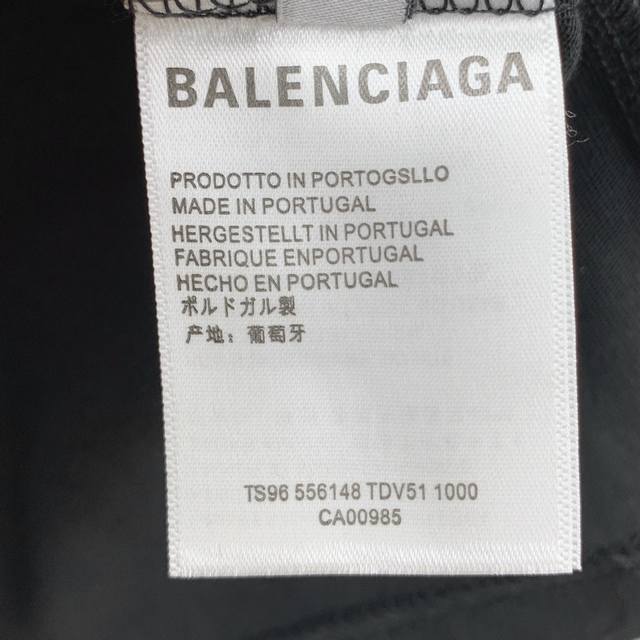 BALENCIAGA
PRODOTTO IN PORTOGSLLO
MADE IN PORTUGAL
HERGESTELLT IN PORTUGAL
FABRIQUE ENPORTUGAL
HECHO EN PORTUGAL
ポルドガル製
产地：葡萄牙
TS96 556148 TDV51 1000
CA00985